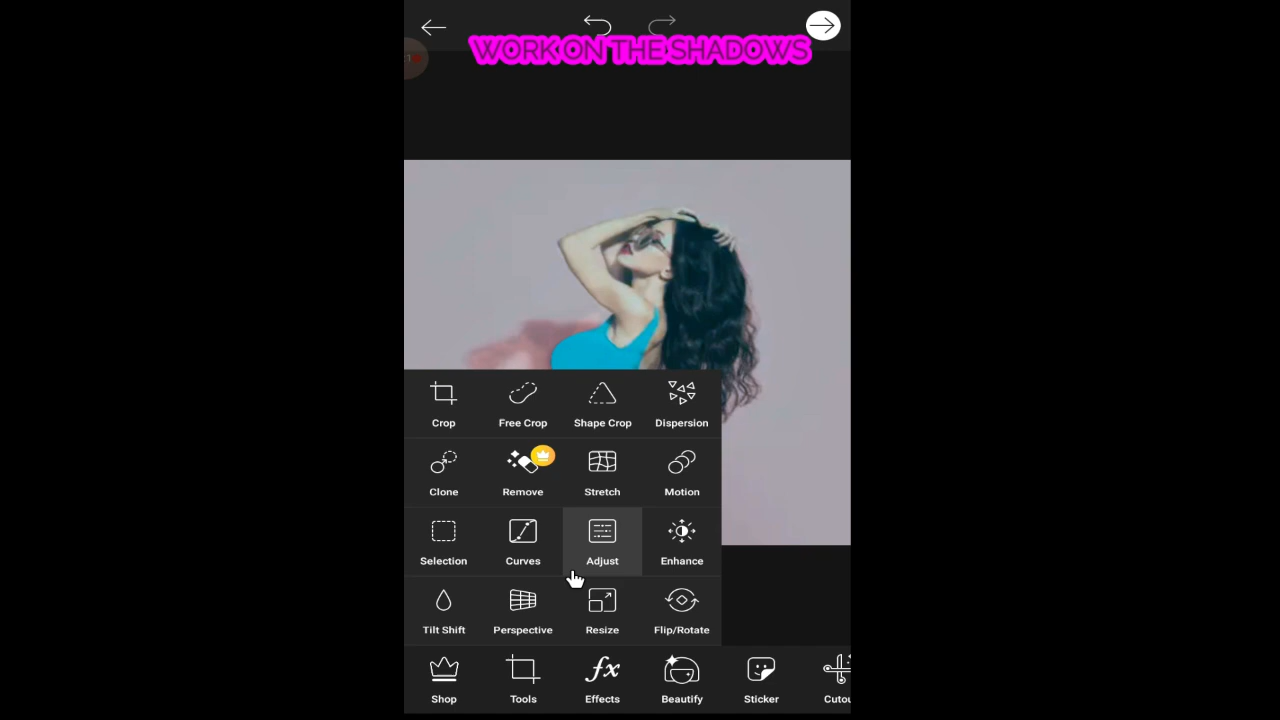 WORK ON THE SHADOWS
Crop Free Crop Shape Crop Dispersion
Clone Remove Stretch Motion
Selection Curves Adjust Enhance
Tilt Shift Perspective Resize Flip/Rotate
Shop Tools Effects Beautify Sticker Cutou